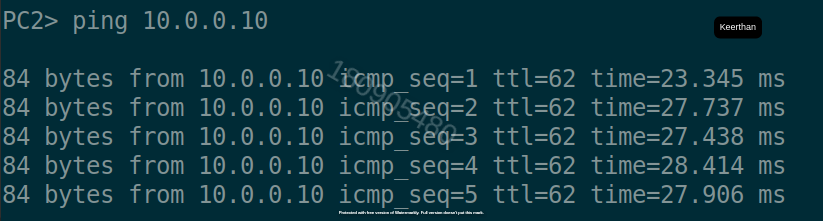 PC2> ping 10.0.0.10
Keerthan
84 bytes from 10.0.0.10 icmp_seq=1 ttl=62 time=23.345 ms
84 bytes from 10.0.0.10 icmp_seq=2 ttl=62 time=27.737 ms
84 bytes from 10.0.0.10 icmp_seq=3 ttl=62 time=27.438 ms
84 bytes from 10.0.0.10 icmp_seq=4 ttl=62 time=28.414 ms
84 bytes from 10.0.0.10 icmp_seq=5 ttl=62 time=27.906 ms
180905480
Protected with free version of Watermarkly. Full version doesn't put this mark.